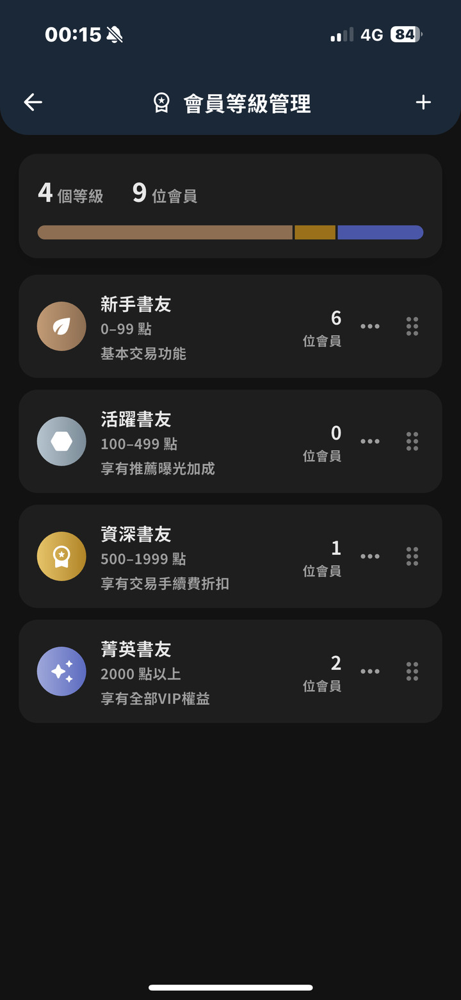 00:15
4G 84
會員等級管理
4 個等級 9 位會員
新手書友
0–99 點
基本交易功能
6
位會員
活躍書友
100–499 點
享有推薦曝光加成
0
位會員
資深書友
500–1999 點
享有交易手續費折扣
1
位會員
菁英書友
2000 點以上
享有全部VIP權益
2
位會員